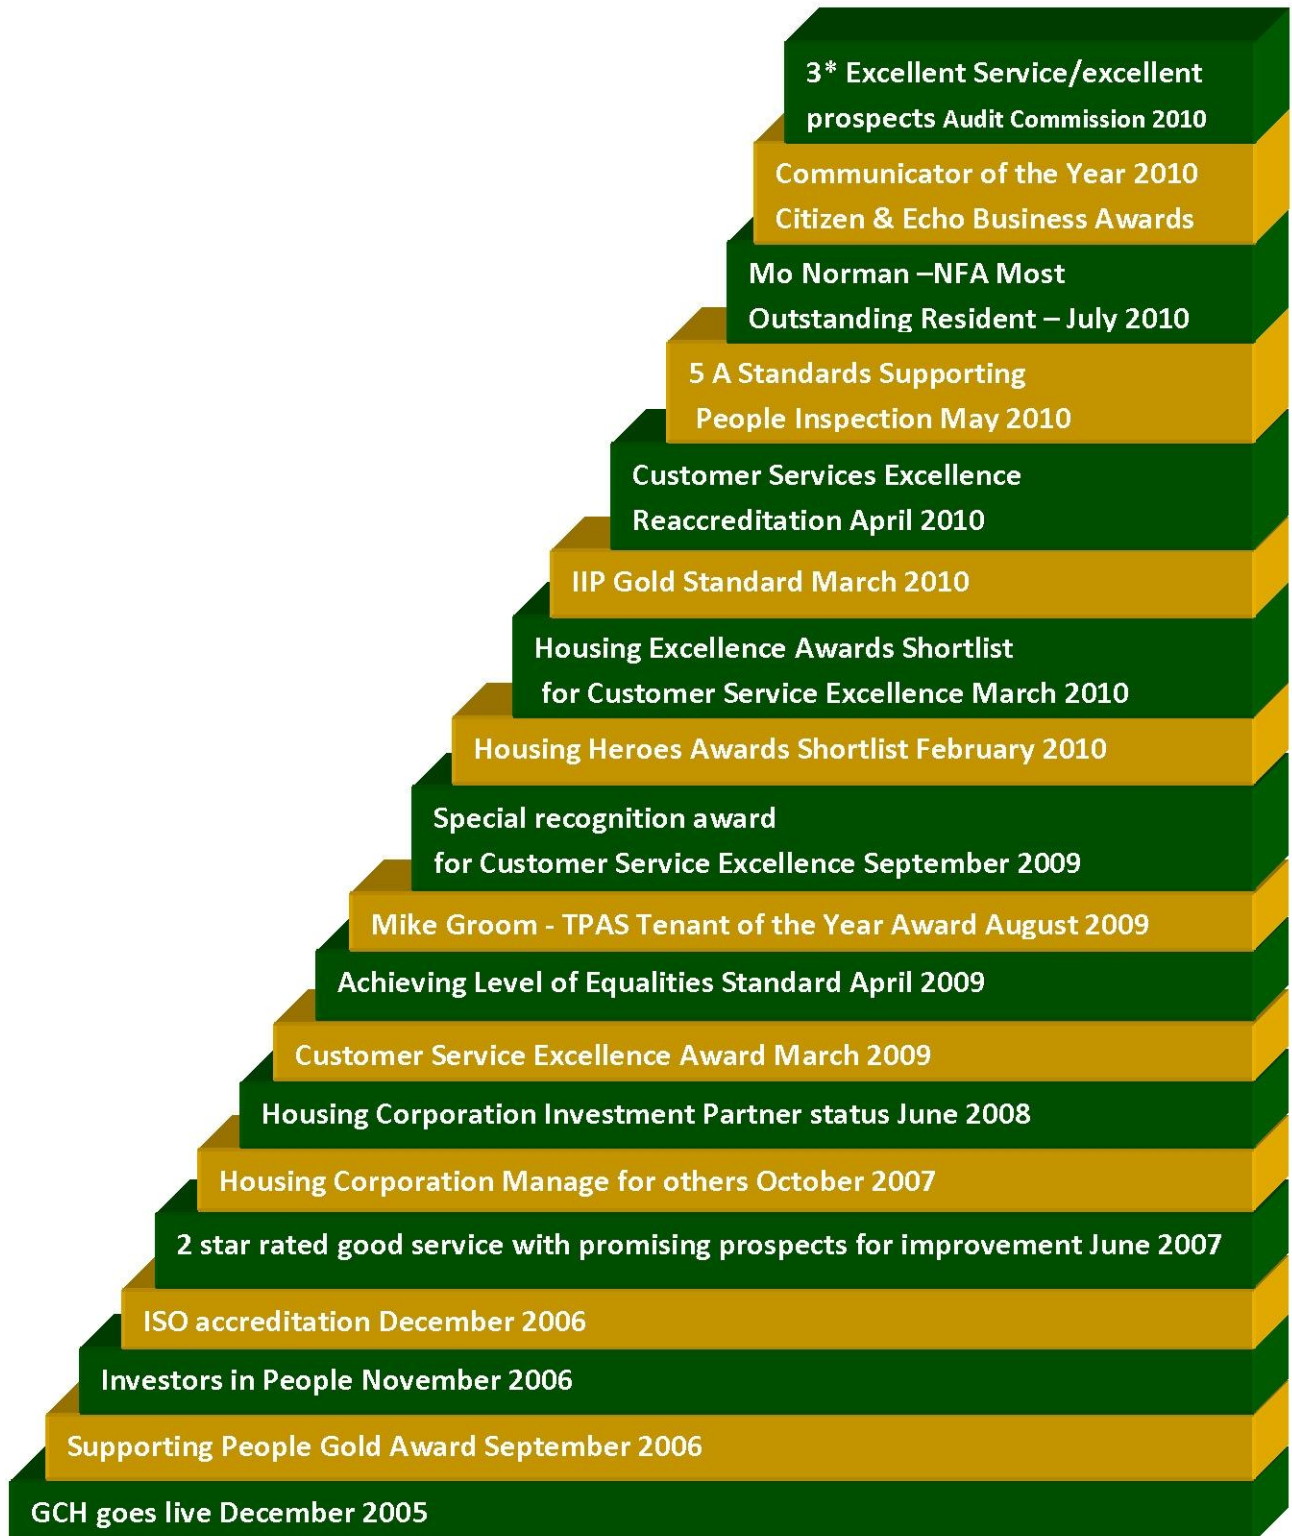 3* Excellent Service/excellent
prospects Audit Commission 2010
Communicator of the Year 2010
Citizen & Echo Business Awards
Mo Norman –NFA Most
Outstanding Resident – July 2010
5 A Standards Supporting
People Inspection May 2010
Customer Services Excellence
Reaccreditation April 2010
IIP Gold Standard March 2010
Housing Excellence Awards Shortlist
for Customer Service Excellence March 2010
Housing Heroes Awards Shortlist February 2010
Special recognition award
for Customer Service Excellence September 2009
Mike Groom - TPAS Tenant of the Year Award August 2009
Achieving Level of Equalities Standard April 2009
Customer Service Excellence Award March 2009
Housing Corporation Investment Partner status June 2008
Housing Corporation Manage for others October 2007
2 star rated good service with promising prospects for improvement June 2007
ISO accreditation December 2006
Investors in People November 2006
Supporting People Gold Award September 2006
GCH goes live December 2005